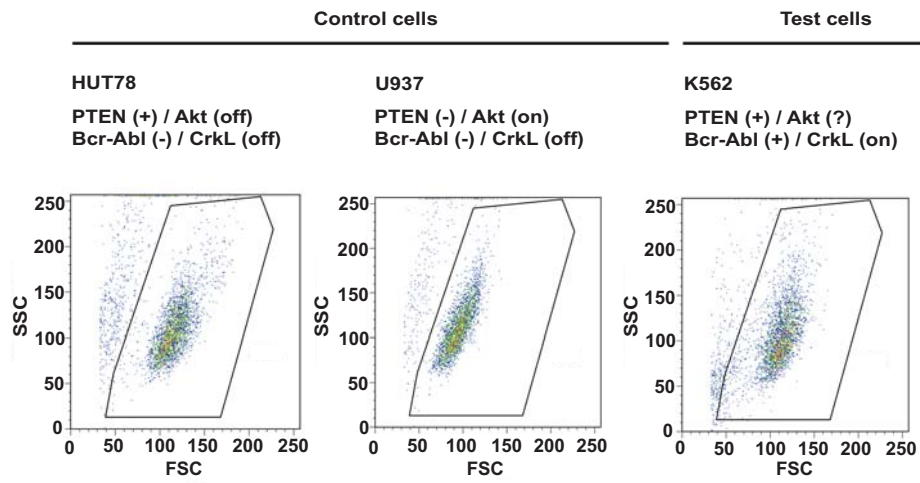 Control cells
Test cells
HUT78
PTEN (+) / Akt (off)
Bcr-Abl (-) / CrkL (off)
U937
PTEN (-) / Akt (on)
Bcr-Abl (-) / CrkL (off)
K562
PTEN (+) / Akt (?)
Bcr-Abl (+) / CrkL (on)
250
200
150
100
50
0
SSC
0 50 100 150 200 250
FSC
250
200
150
100
50
0
SSC
0 50 100 150 200 250
FSC
250
200
150
100
50
0
SSC
0 50 100 150 200 250
FSC